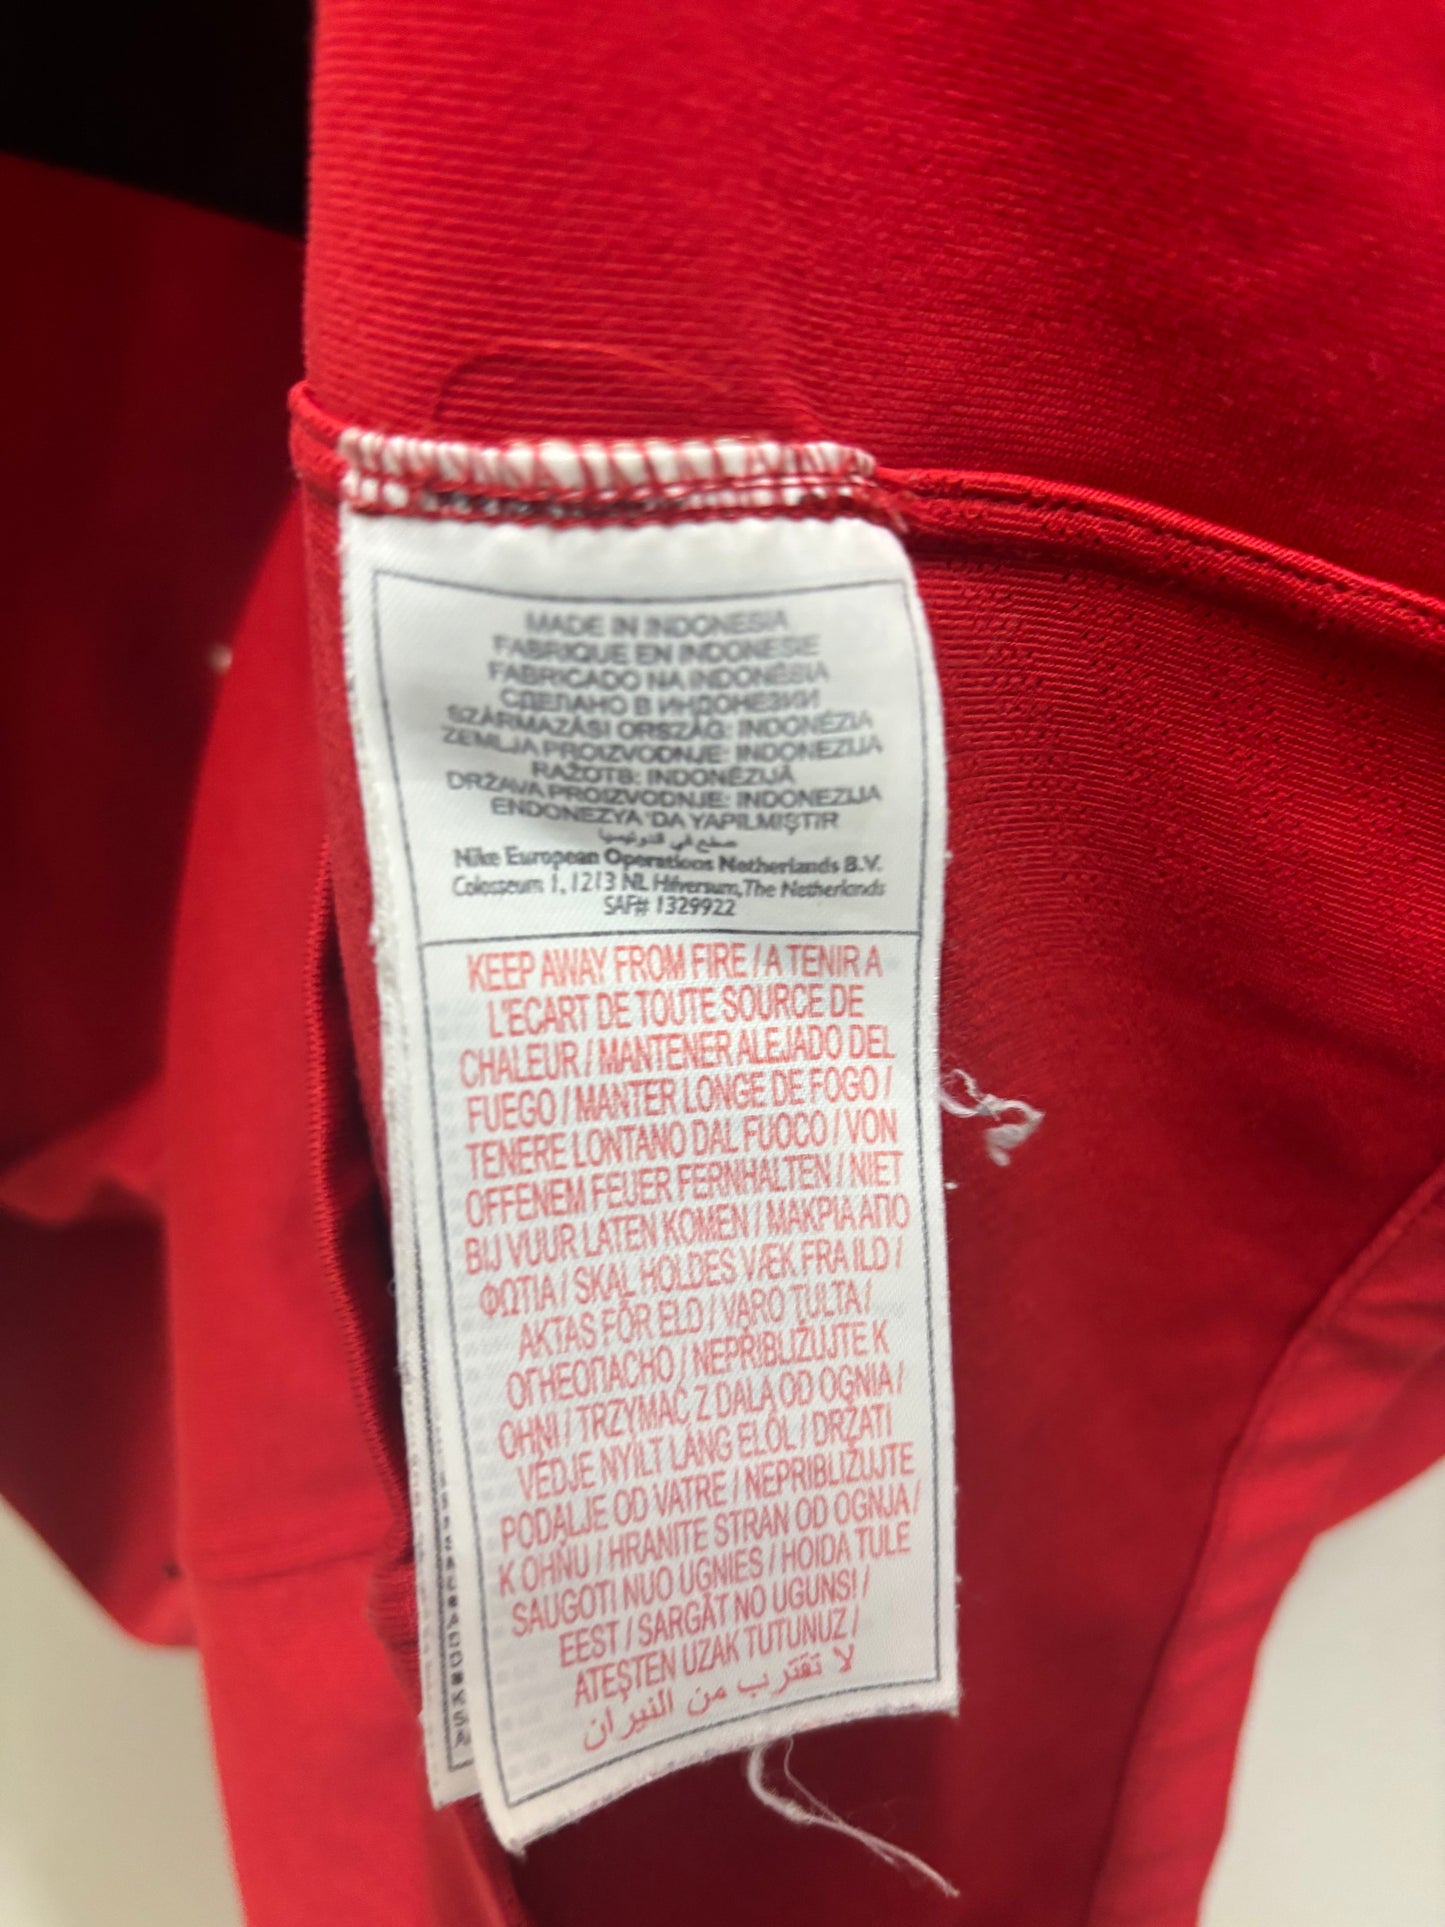 MADE IN INDONESIA
FABRIQUE EN INDONESIE
FABRICADO NA INDONÉSIA
СДЕЛАНО В ИНДОНЕЗИИ
SZÁRMAZÁSI ORSZÁG: INDONÉZIA
ZEMLJA PROIZVODNJE: INDONEZIJA
RAŽOTS: INDONĒZIJĀ
DRŽAVA PROIZVODNJE: INDONEZIJA
ENDONEZYA 'DA YAPILMIŞTIR
Nike European Operations Netherlands B.V.
Colosseum 1, 1213 NL Hilversum, The Netherlands
SAF# 1329922
KEEP AWAY FROM FIRE / A TENIR A
L'ECART DE TOUTE SOURCE DE
CHALEUR / MANTENER ALEJADO DEL
FUEGO / MANTER LONGE DE FOGO /
TENERE LONTANO DAL FUOCO / VON
OFFENEM FEUER FERNHALTEN / NIET
BIJ VUUR LATEN KOMEN / ΜΑΚΡΙΑ ΑΠΟ
ΦΩΤΙΑ / SKAL HOLDES VÆK FRA ILD /
AKTAS FÖR ELD / VARO TULTA /
ОГНЕОПАСНО / NEPŘIBLIŽUJTE K
OHNI / TRZYMAĆ Z DALA OD OGNIA /
VÉDJE NYÍLT LÁNG ELŐL / DRŽATI
PODALJE OD VATRE / NEPRIBLIŽUJTE
K OHŇU / HRANITE STRAN OD OGNJA /
SAUGOTI NUO UGNIES / HOIDA TULE
EEST / SARGĀT NO UGUNS! /
ATEŞTEN UZAK TUTUNUZ /
لا تقترب من النيران